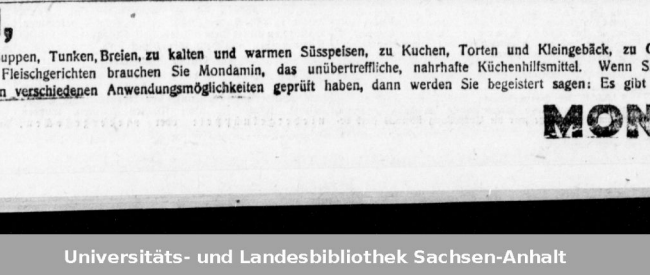 uppen, Tunken, Breien, zu kalten und warmen Süsspeisen, zu Kuchen, Torten und Kleingebäck, zu
Fleischgerichten brauchen Sie Mondamin, das unübertreffliche, nahrhafte Küchenhilfsmittel. Wenn S
n verschiedenen Anwendungsmöglichkeiten geprüft haben, dann werden Sie begeistert sagen: Es gibt
MON
Universitäts- und Landesbibliothek Sachsen-Anhalt